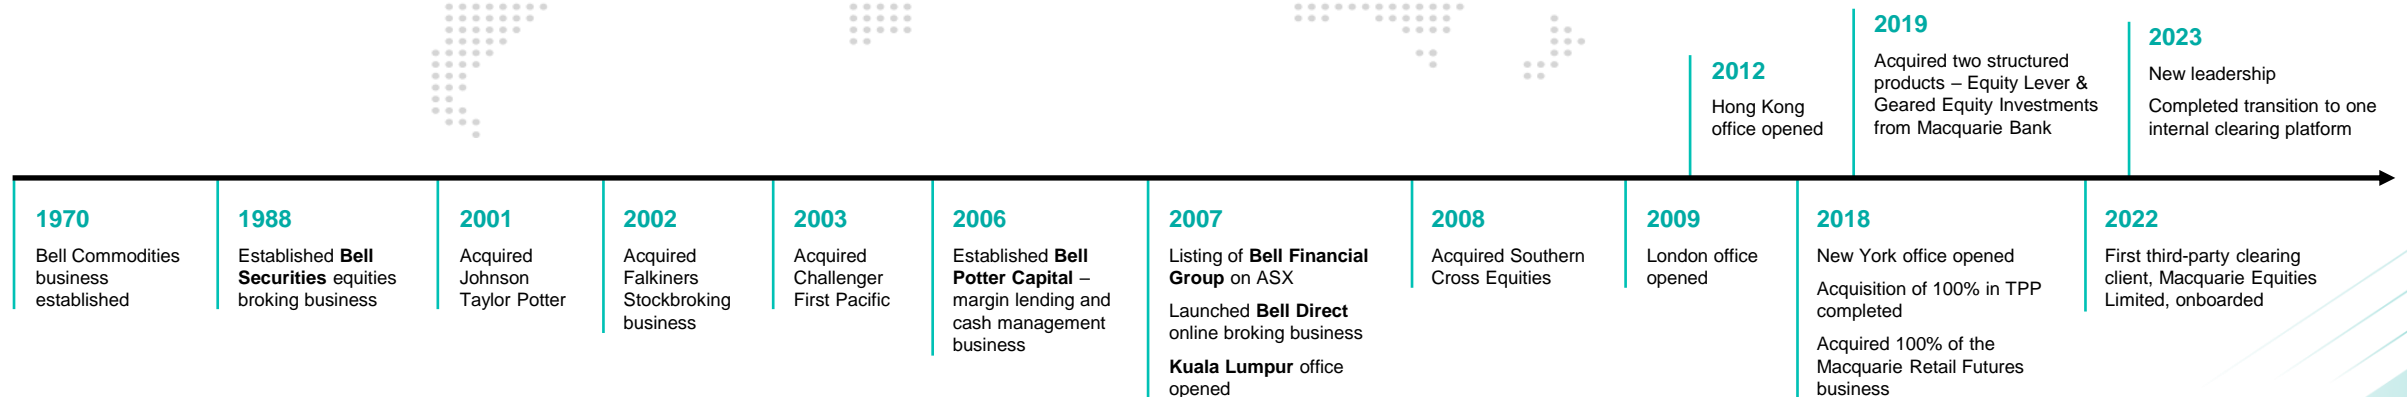 2012
Hong Kong
office opened
2019
Acquired two structured
products – Equity Lever &
Geared Equity Investments
from Macquarie Bank
2023
New leadership
Completed transition to one
internal clearing platform
1970
Bell Commodities
business
established
1988
Established Bell
Securities equities
broking business
2001
Acquired
Johnson
Taylor Potter
2002
Acquired
Falkiners
Stockbroking
business
2003
Acquired
Challenger
First Pacific
2006
Established Bell
Potter Capital –
margin lending and
cash management
business
2007
Listing of Bell Financial
Group on ASX
Launched Bell Direct
online broking business
Kuala Lumpur office
opened
2008
Acquired Southern
Cross Equities
2009
London office
opened
2018
New York office opened
Acquisition of 100% in TPP
completed
Acquired 100% of the
Macquarie Retail Futures
business
2022
First third-party clearing
client, Macquarie Equities
Limited, onboarded